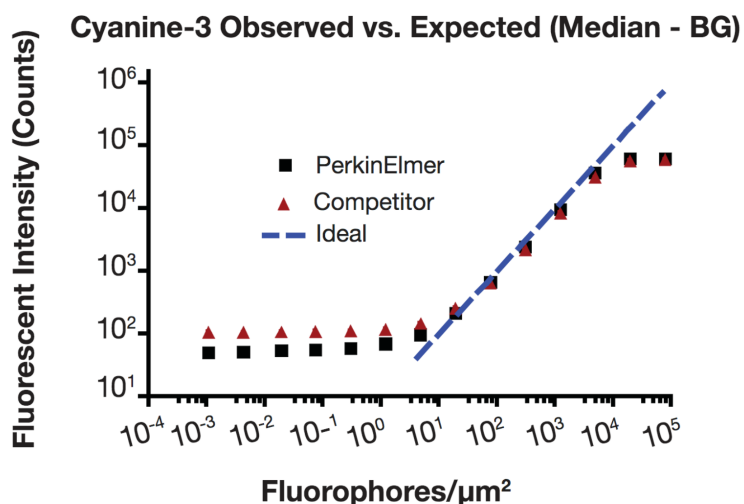 Cyanine-3 Observed vs. Expected (Median - BG)
Fluorescent Intensity (Counts)
10⁶
10⁵
10⁴
10³
10²
10¹
PerkinElmer
Competitor
Ideal
10⁻⁴ 10⁻³ 10⁻² 10⁻¹ 10⁰ 10¹ 10² 10³ 10⁴ 10⁵
Fluorophores/µm²